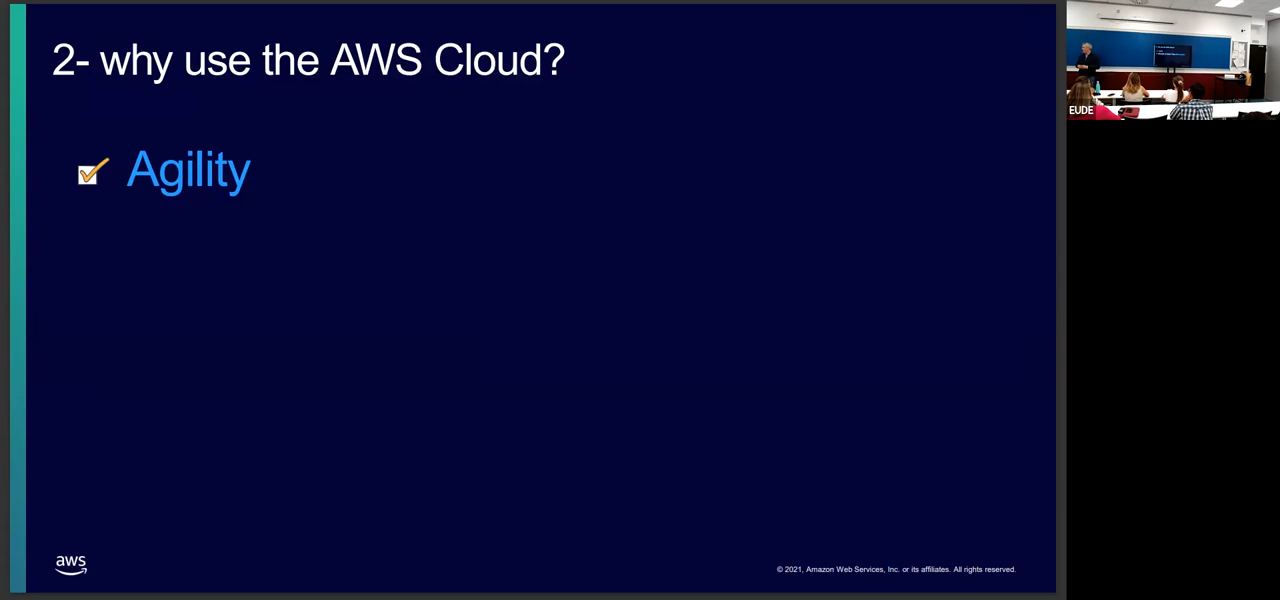 2- why use the AWS Cloud?
Agility
aws
© 2021, Amazon Web Services, Inc. or its affiliates. All rights reserved.
EUDE